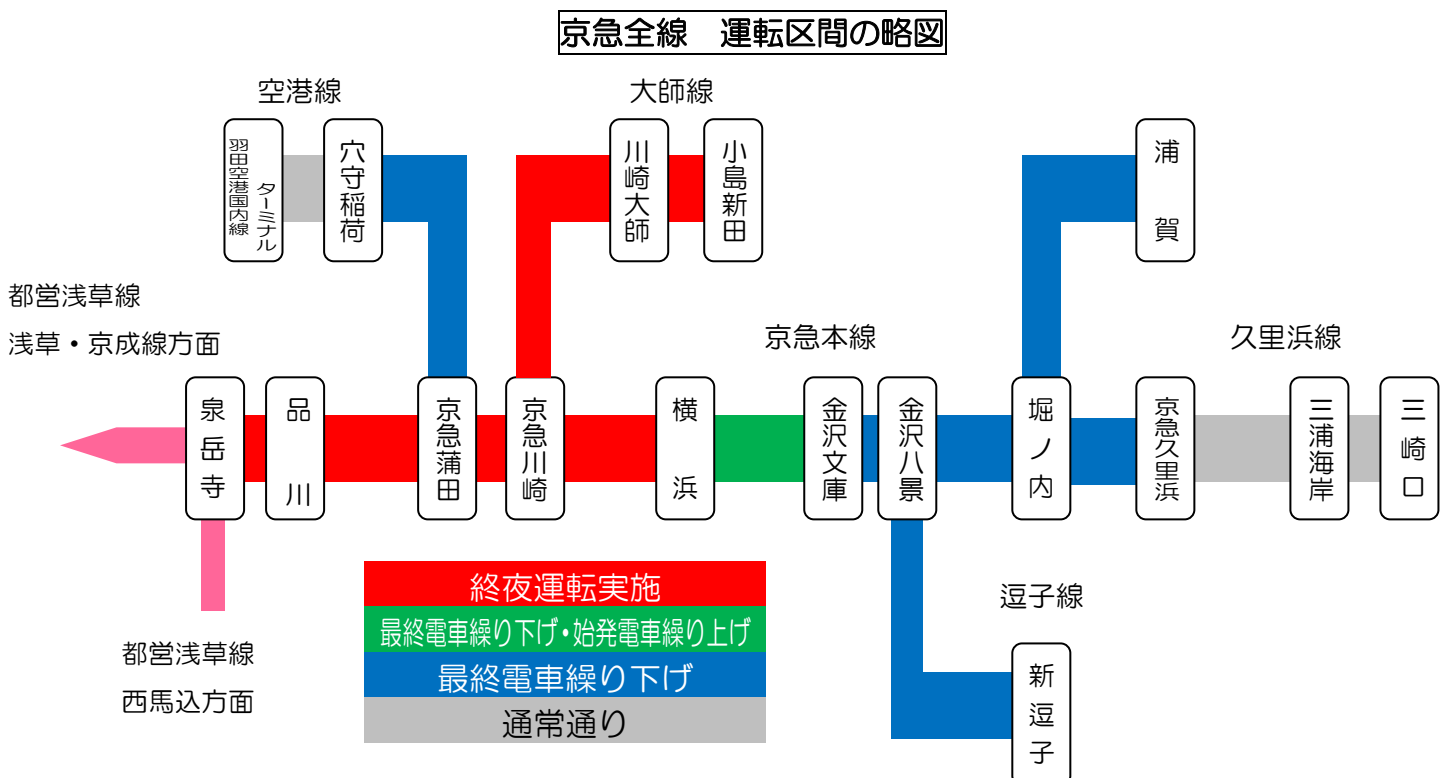 京急全線　運転区間の略図
空港線
大師線
羽田空港国内線
ターミナル
穴守稲荷
川崎大師
小島新田
浦賀
都営浅草線
浅草・京成線方面
京急本線
久里浜線
泉岳寺
品川
京急蒲田
京急川崎
横浜
金沢文庫
金沢八景
堀ノ内
京急久里浜
三浦海岸
三崎口
終夜運転実施
最終電車繰り下げ・始発電車繰り上げ
最終電車繰り下げ
通常通り
都営浅草線
西馬込方面
逗子線
新逗子